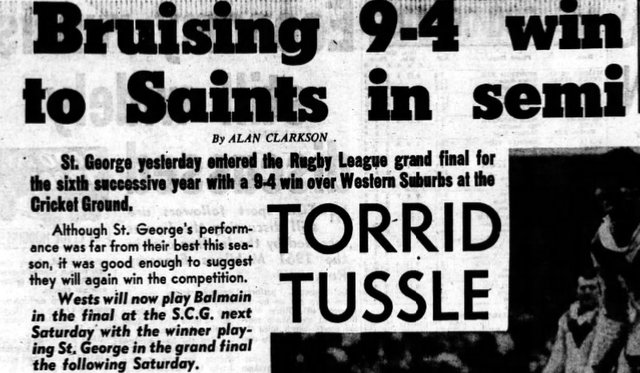 Bruising 9-4 win
to Saints in semi
By ALAN CLARKSON
St. George yesterday entered the Rugby League grand final for
the sixth successive year with a 9-4 win over Western Suburbs at the
Cricket Ground.
Although St. George's perform-
ance was far from their best this sea-
son, it was good enough to suggest
they will again win the competition.
Wests will now play Balmain
in the final at the S.C.G. next
Saturday with the winner play-
ing St. George in the grand final
the following Saturday.
TORRID
TUSSLE